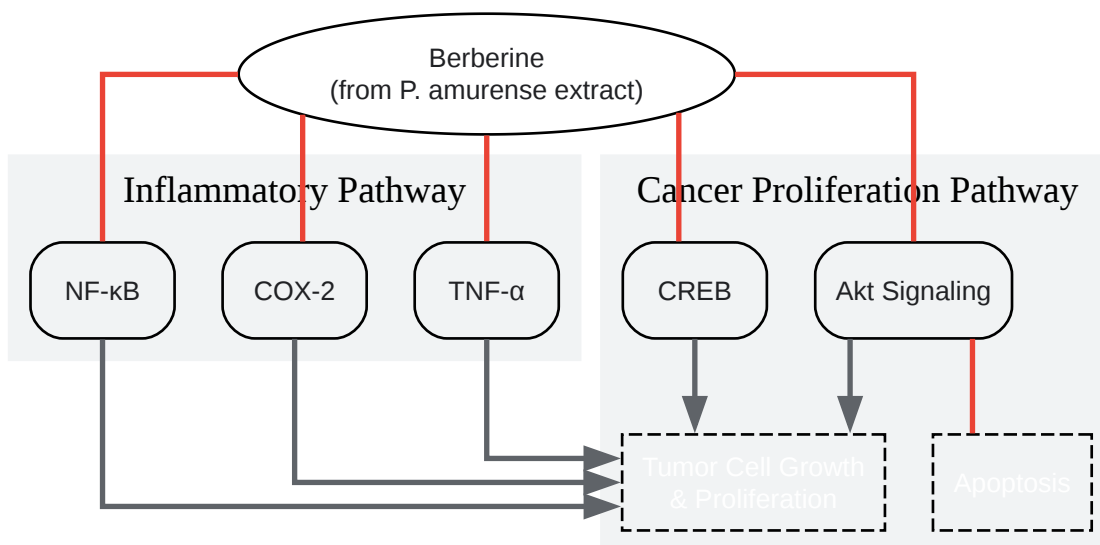 Berberine
(from P. amurense extract)
Inflammatory Pathway
Cancer Proliferation Pathway
NF-κB
COX-2
TNF-α
CREB
Akt Signaling
Tumor Cell Growth
& Proliferation
Apoptosis